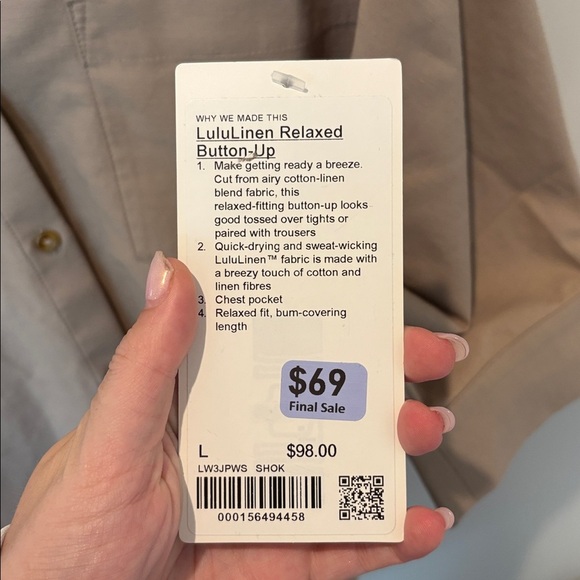 WHY WE MADE THIS
LuluLinen Relaxed
Button-Up
1. Make getting ready a breeze.
Cut from airy cotton-linen
blend fabric, this
relaxed-fitting button-up looks
good tossed over tights or
paired with trousers
2. Quick-drying and sweat-wicking
LuluLinen™ fabric is made with
a breezy touch of cotton and
linen fibres
3. Chest pocket
4. Relaxed fit, bum-covering
length
$69
Final Sale
L $98.00
LW3JPWS SHOK
000156494458